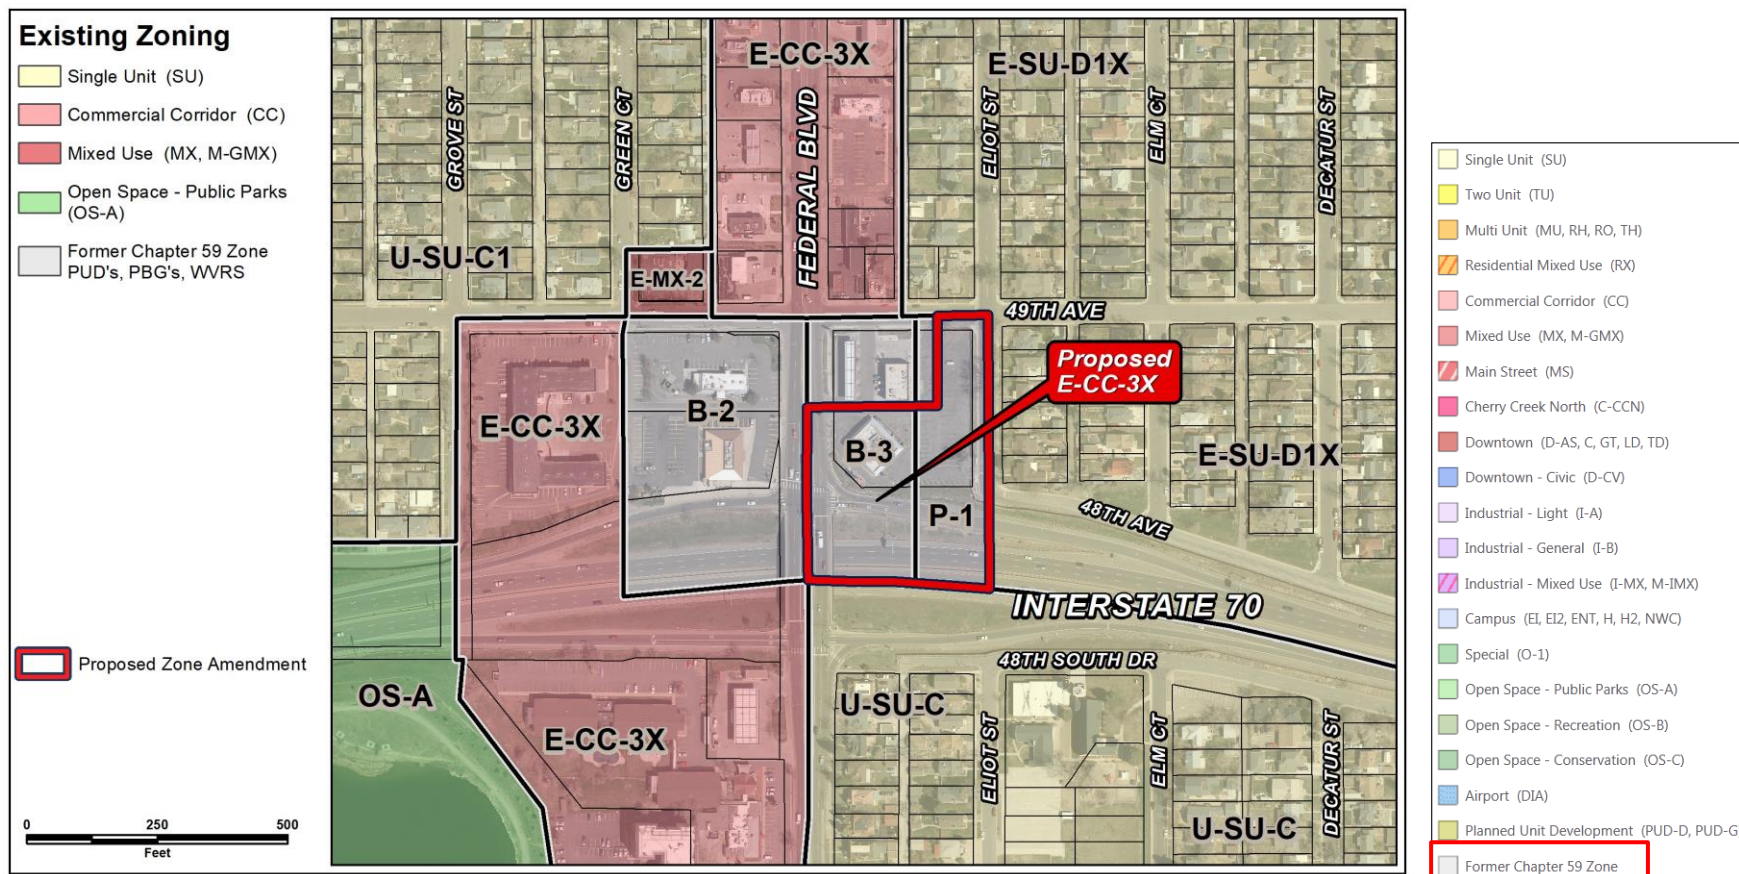 Existing Zoning
Single Unit (SU)
Commercial Corridor (CC)
Mixed Use (MX, M-GMX)
Open Space - Public Parks
(OS-A)
Former Chapter 59 Zone
PUD's, PBG's, WVRS
Proposed Zone Amendment
0 250 500
Feet
E-CC-3X
E-SU-D1X
GROVE ST
GREEN CT
FEDERAL BLVD
ELIOT ST
ELM CT
DECATUR ST
U-SU-C1
E-MX-2
49TH AVE
Proposed
E-CC-3X
E-CC-3X
B-2
B-3
P-1
E-SU-D1X
48TH AVE
INTERSTATE 70
48TH SOUTH DR
OS-A
E-CC-3X
U-SU-C
ELIOT ST
ELM CT
DECATUR ST
U-SU-C
Single Unit (SU)
Two Unit (TU)
Multi Unit (MU, RH, RO, TH)
Residential Mixed Use (RX)
Commercial Corridor (CC)
Mixed Use (MX, M-GMX)
Main Street (MS)
Cherry Creek North (C-CCN)
Downtown (D-AS, C, GT, LD, TD)
Downtown - Civic (D-CV)
Industrial - Light (I-A)
Industrial - General (I-B)
Industrial - Mixed Use (I-MX, M-IMX)
Campus (EI, EI2, ENT, H, H2, NWC)
Special (O-1)
Open Space - Public Parks (OS-A)
Open Space - Recreation (OS-B)
Open Space - Conservation (OS-C)
Airport (DIA)
Planned Unit Development (PUD-D, PUD-G)
Former Chapter 59 Zone